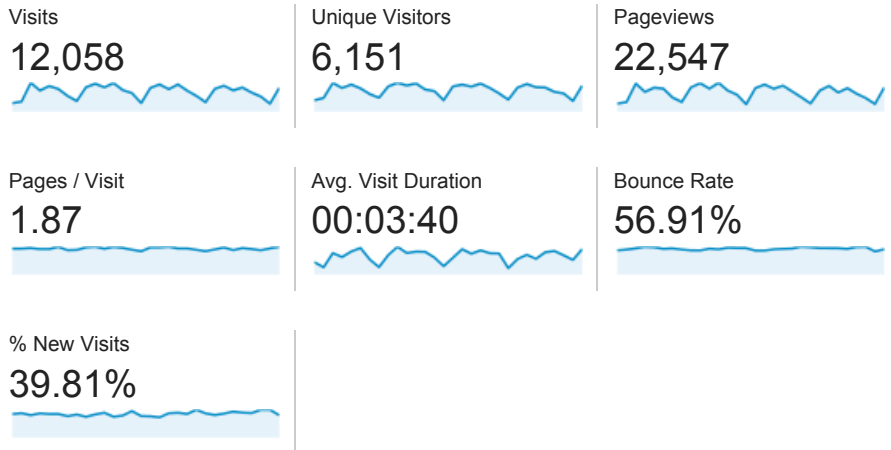 Visits
12,058
Unique Visitors
6,151
Pageviews
22,547
Pages / Visit
1.87
Avg. Visit Duration
00:03:40
Bounce Rate
56.91%
% New Visits
39.81%